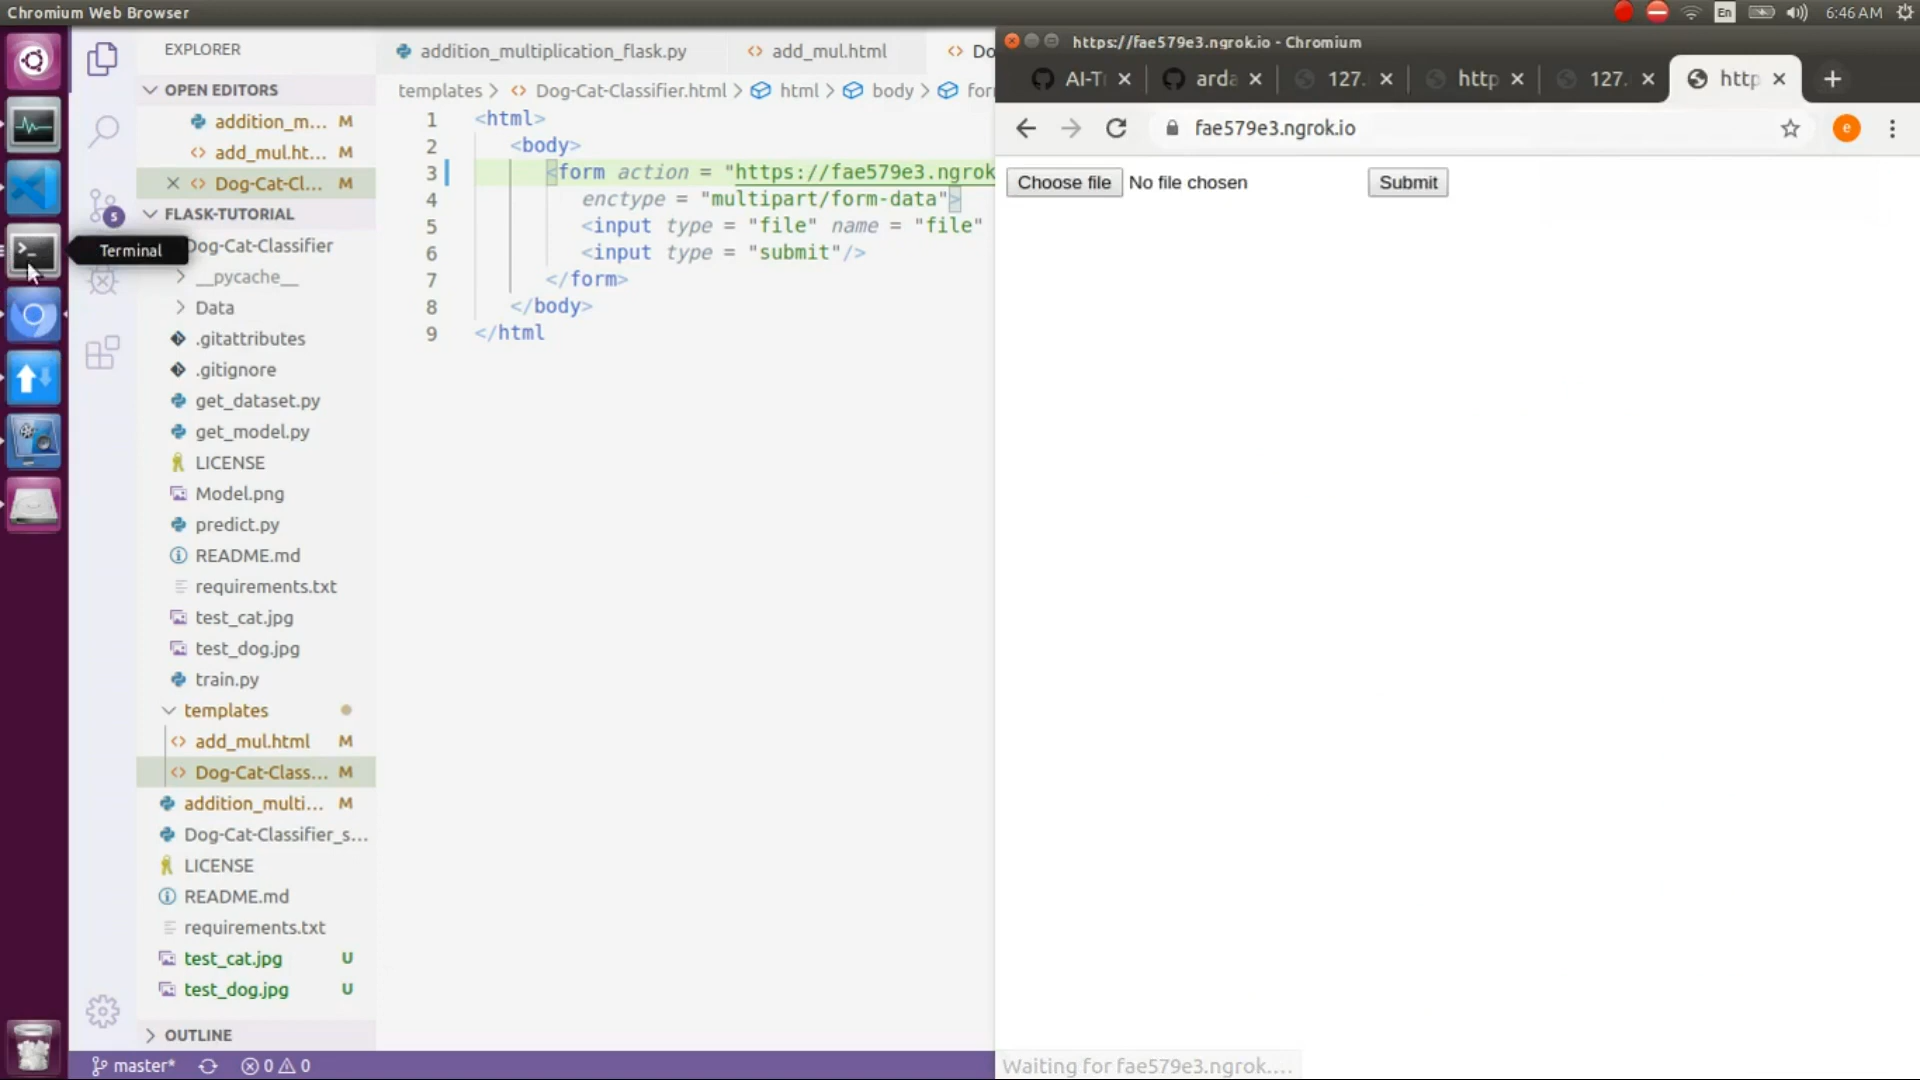 Chromium Web Browser
En
6:46 AM
EXPLORER
OPEN EDITORS
addition_m... M
add_mul.ht... M
Dog-Cat-Cl... M
5
FLASK-TUTORIAL
Terminal
Dog-Cat-Classifier
__pycache__
Data
.gitattributes
.gitignore
get_dataset.py
get_model.py
LICENSE
Model.png
predict.py
README.md
requirements.txt
test_cat.jpg
test_dog.jpg
train.py
templates
add_mul.html M
Dog-Cat-Class... M
addition_multi... M
Dog-Cat-Classifier_s...
LICENSE
README.md
requirements.txt
test_cat.jpg U
test_dog.jpg U
OUTLINE
master* 0 0
addition_multiplication_flask.py add_mul.html Do
templates > Dog-Cat-Classifier.html > html > body > for
1 <html>
2 <body>
3 <form action = "https://fae579e3.ngrok
4 enctype = "multipart/form-data">
5 <input type = "file" name = "file"
6 <input type = "submit"/>
7 </form>
8 </body>
9 </html
https://fae579e3.ngrok.io - Chromium
AI-T arda 127. http 127. http
fae579e3.ngrok.io e
Choose file No file chosen Submit
Waiting for fae579e3.ngrok....